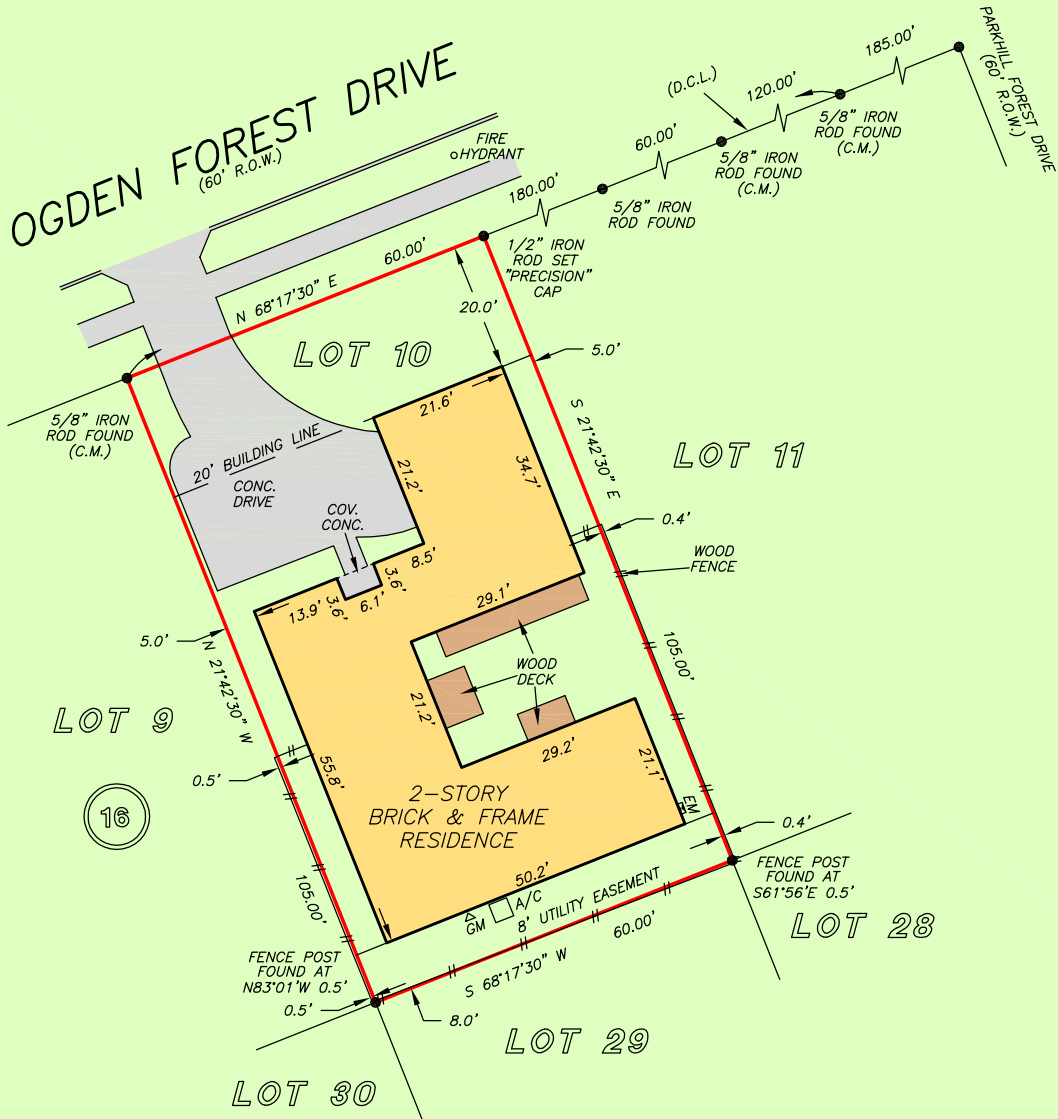 OGDEN FOREST DRIVE
(60' R.O.W.)
FIRE
HYDRANT
PARKHILL FOREST DRIVE
(60' R.O.W.)
185.00'
(D.C.L.)
120.00'
5/8" IRON
ROD FOUND
(C.M.)
60.00'
5/8" IRON
ROD FOUND
(C.M.)
180.00'
5/8" IRON
ROD FOUND
1/2" IRON
ROD SET
"PRECISION"
CAP
60.00'
N 68°17'30" E
20.0'
LOT 10
5.0'
5/8" IRON
ROD FOUND
(C.M.)
21.6'
S 21°42'30" E
LOT 11
20' BUILDING LINE
CONC.
DRIVE
21.2'
34.7'
COV.
CONC.
0.4'
8.5'
WOOD
FENCE
3.6'
6.1'
3.6'
13.9'
29.1'
5.0'
N 21°42'30" W
WOOD
DECK
105.00'
21.2'
LOT 9
0.5'
55.8'
29.2'
21.1'
16
2-STORY
BRICK & FRAME
RESIDENCE
EM
0.4'
50.2'
FENCE POST
FOUND AT
S61°56'E 0.5'
A/C
GM
8' UTILITY EASEMENT
60.00'
105.00'
LOT 28
FENCE POST
FOUND AT
N83°01'W 0.5'
S 68°17'30" W
0.5'
8.0'
LOT 29
LOT 30